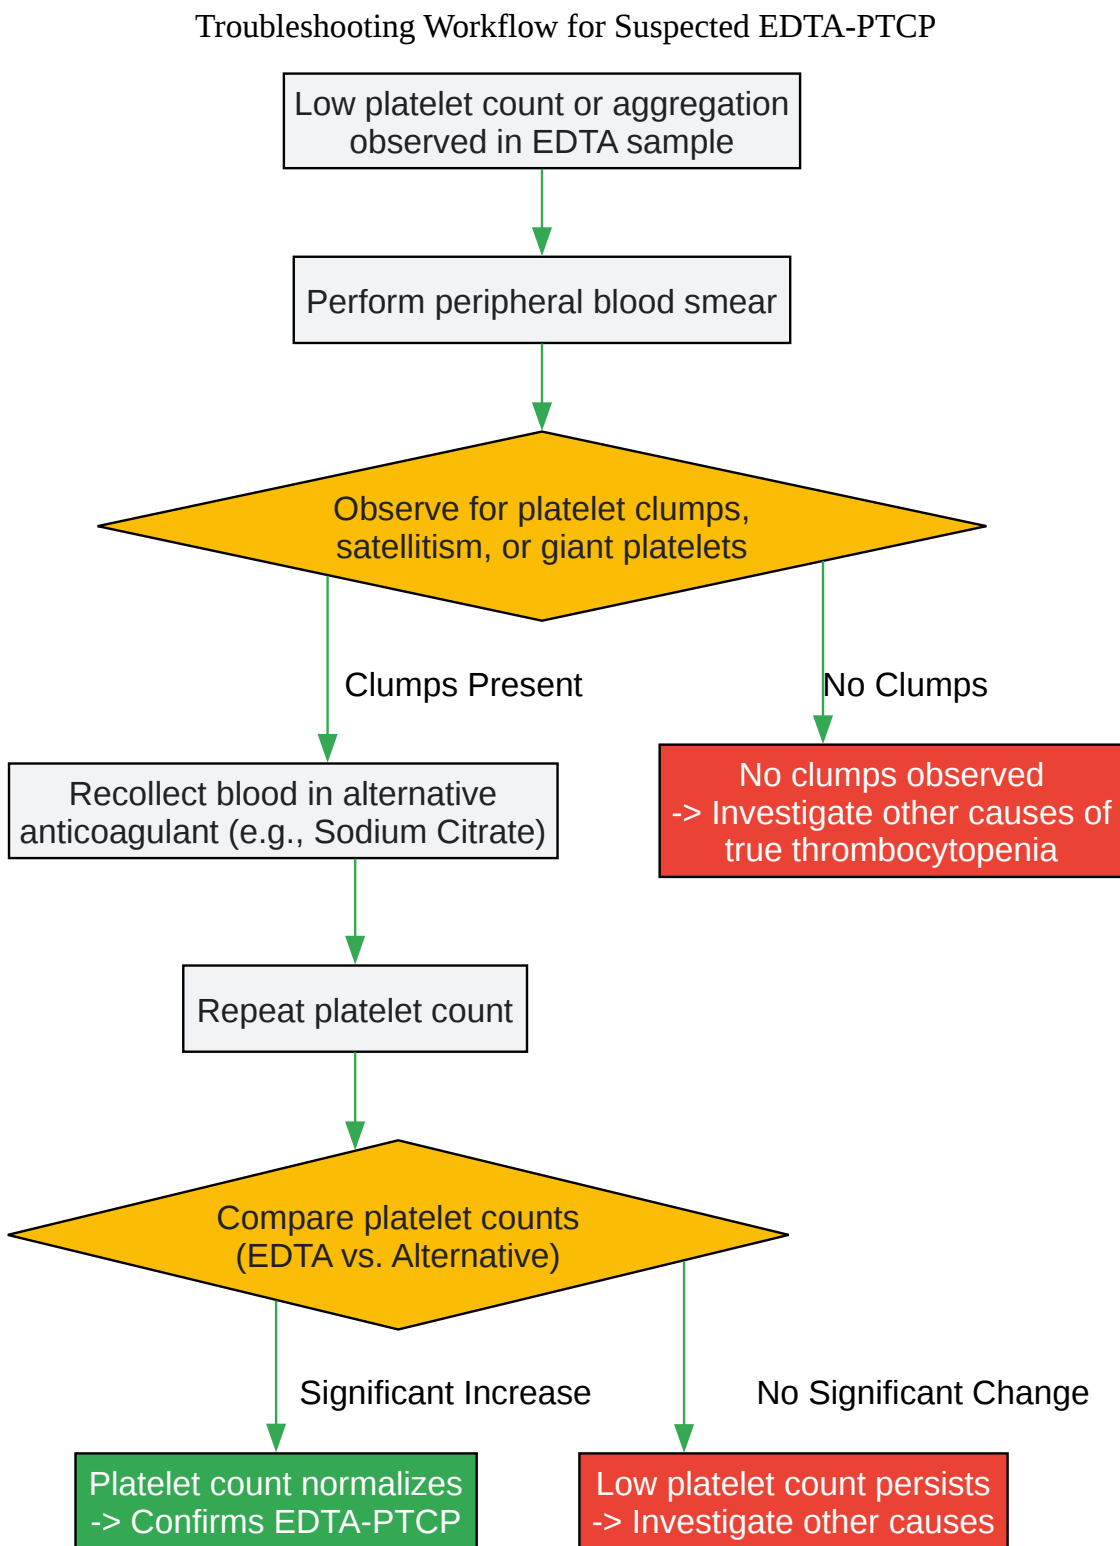 Troubleshooting Workflow for Suspected EDTA-PTCP
Low platelet count or aggregation
observed in EDTA sample
Perform peripheral blood smear
Observe for platelet clumps,
satellitism, or giant platelets
Clumps Present
No Clumps
Recollect blood in alternative
anticoagulant (e.g., Sodium Citrate)
No clumps observed
-> Investigate other causes of
true thrombocytopenia
Repeat platelet count
Compare platelet counts
(EDTA vs. Alternative)
Significant Increase
No Significant Change
Platelet count normalizes
-> Confirms EDTA-PTCP
Low platelet count persists
-> Investigate other causes